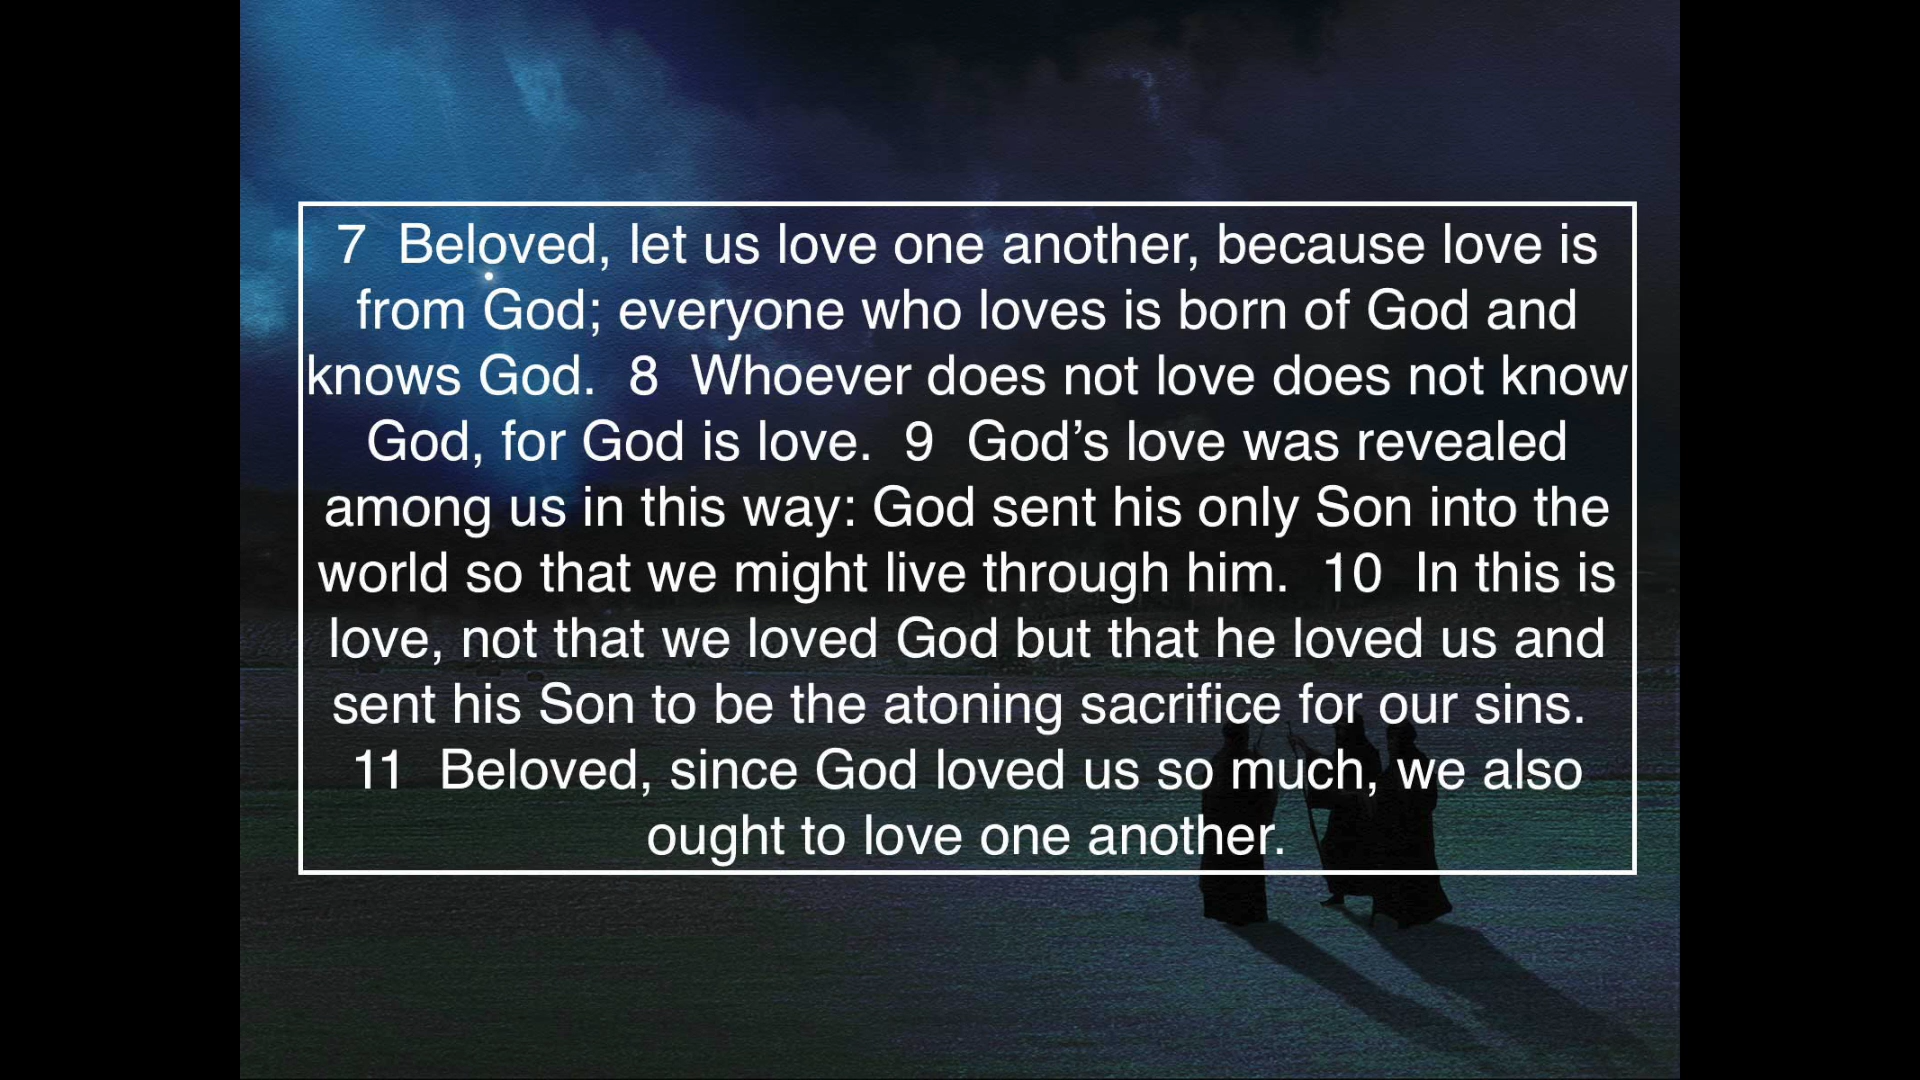 7  Beloved, let us love one another, because love is
from God; everyone who loves is born of God and
knows God.  8  Whoever does not love does not know
God, for God is love.  9  God’s love was revealed
among us in this way: God sent his only Son into the
world so that we might live through him.  10  In this is
love, not that we loved God but that he loved us and
sent his Son to be the atoning sacrifice for our sins.
11  Beloved, since God loved us so much, we also
ought to love one another.